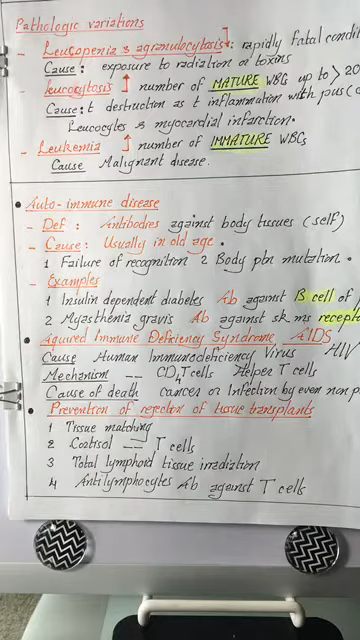 Pathologic variations
- Leucopenia & agranulocytosis ↓: rapidly Fatal condi
Cause: exposure to radiation or toxins
- Leucocytosis ↑ number of MATURE WBC up to > 20
Cause: t destruction as t inflammation with pus (
Leucocytes & myocardial infarction.
- Leukemia ↑ number of IMMATURE WBCs
Cause Malignant disease.
• Auto-immune disease
- Def: Antibodies against body tissues (self)
- Cause: Usually in old age.
1 Failure of recognition 2 Body ptn mutation.
- Examples
1 Insulin dependent diabetes Ab against B cell of
2 Myasthenia gravis Ab against sk ms recept
• Aquired Immune Deficiency Syndrome AIDS
Cause Human Immunodeficiency Virus HIV
Mechanism __ CD4 T cells Helper T cells
Cause of death cancer or Infection by even non p
• Prevention of rejection of tissue transplants
1 Tissue matching
2 Cortisol __ T cells
3 Total lymphoid tissue irradiation
4 Antilymphocytes Ab against T cells